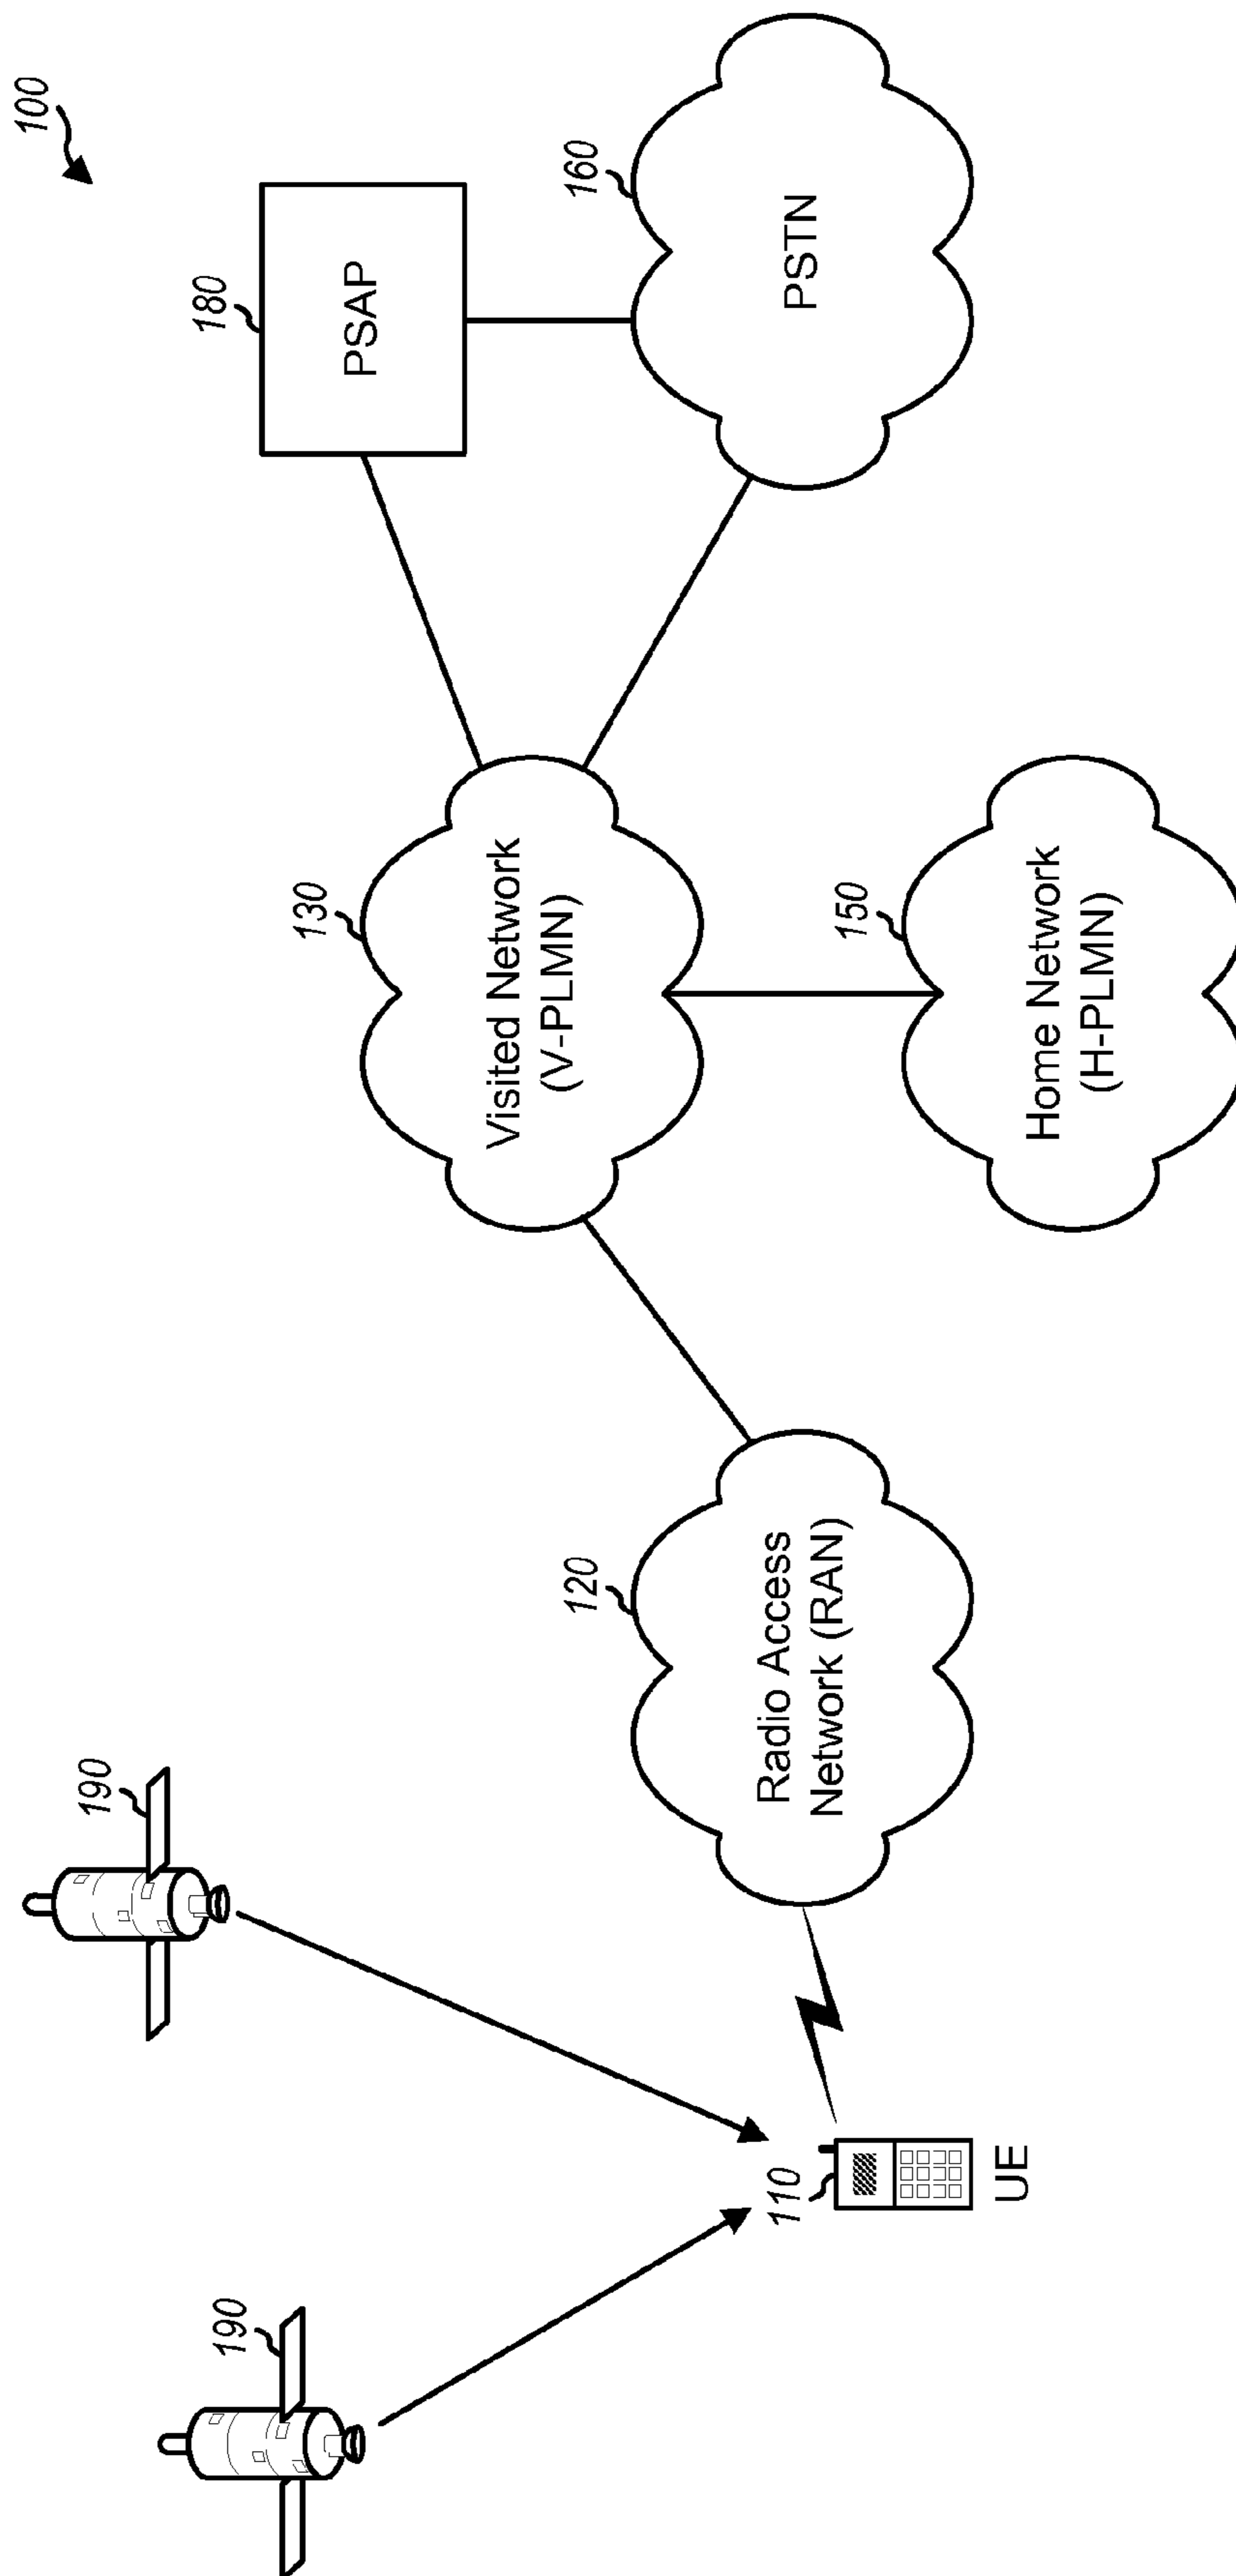 100
190
190
180
PSAP
130
Visited Network
(V-PLMN)
120
Radio Access
Network (RAN)
160
PSTN
110
UE
150
Home Network
(H-PLMN)